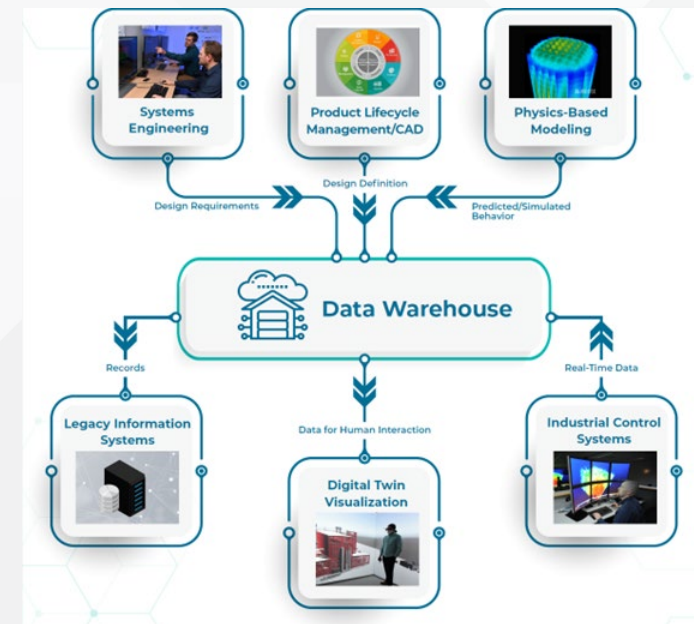 Systems
Engineering
Product Lifecycle
Management/CAD
Physics-Based
Modeling
Design Requirements
Design Definition
Predicted/Simulated
Behavior
Data Warehouse
Records
Data for Human Interaction
Real-Time Data
Legacy Information
Systems
Digital Twin
Visualization
Industrial Control
Systems